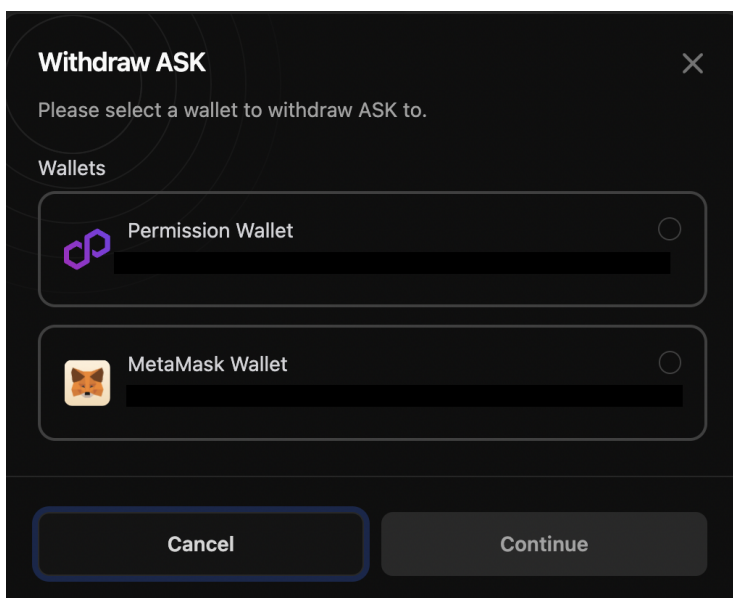 Withdraw ASK
Please select a wallet to withdraw ASK to.
Wallets
Permission Wallet
MetaMask Wallet
Cancel
Continue